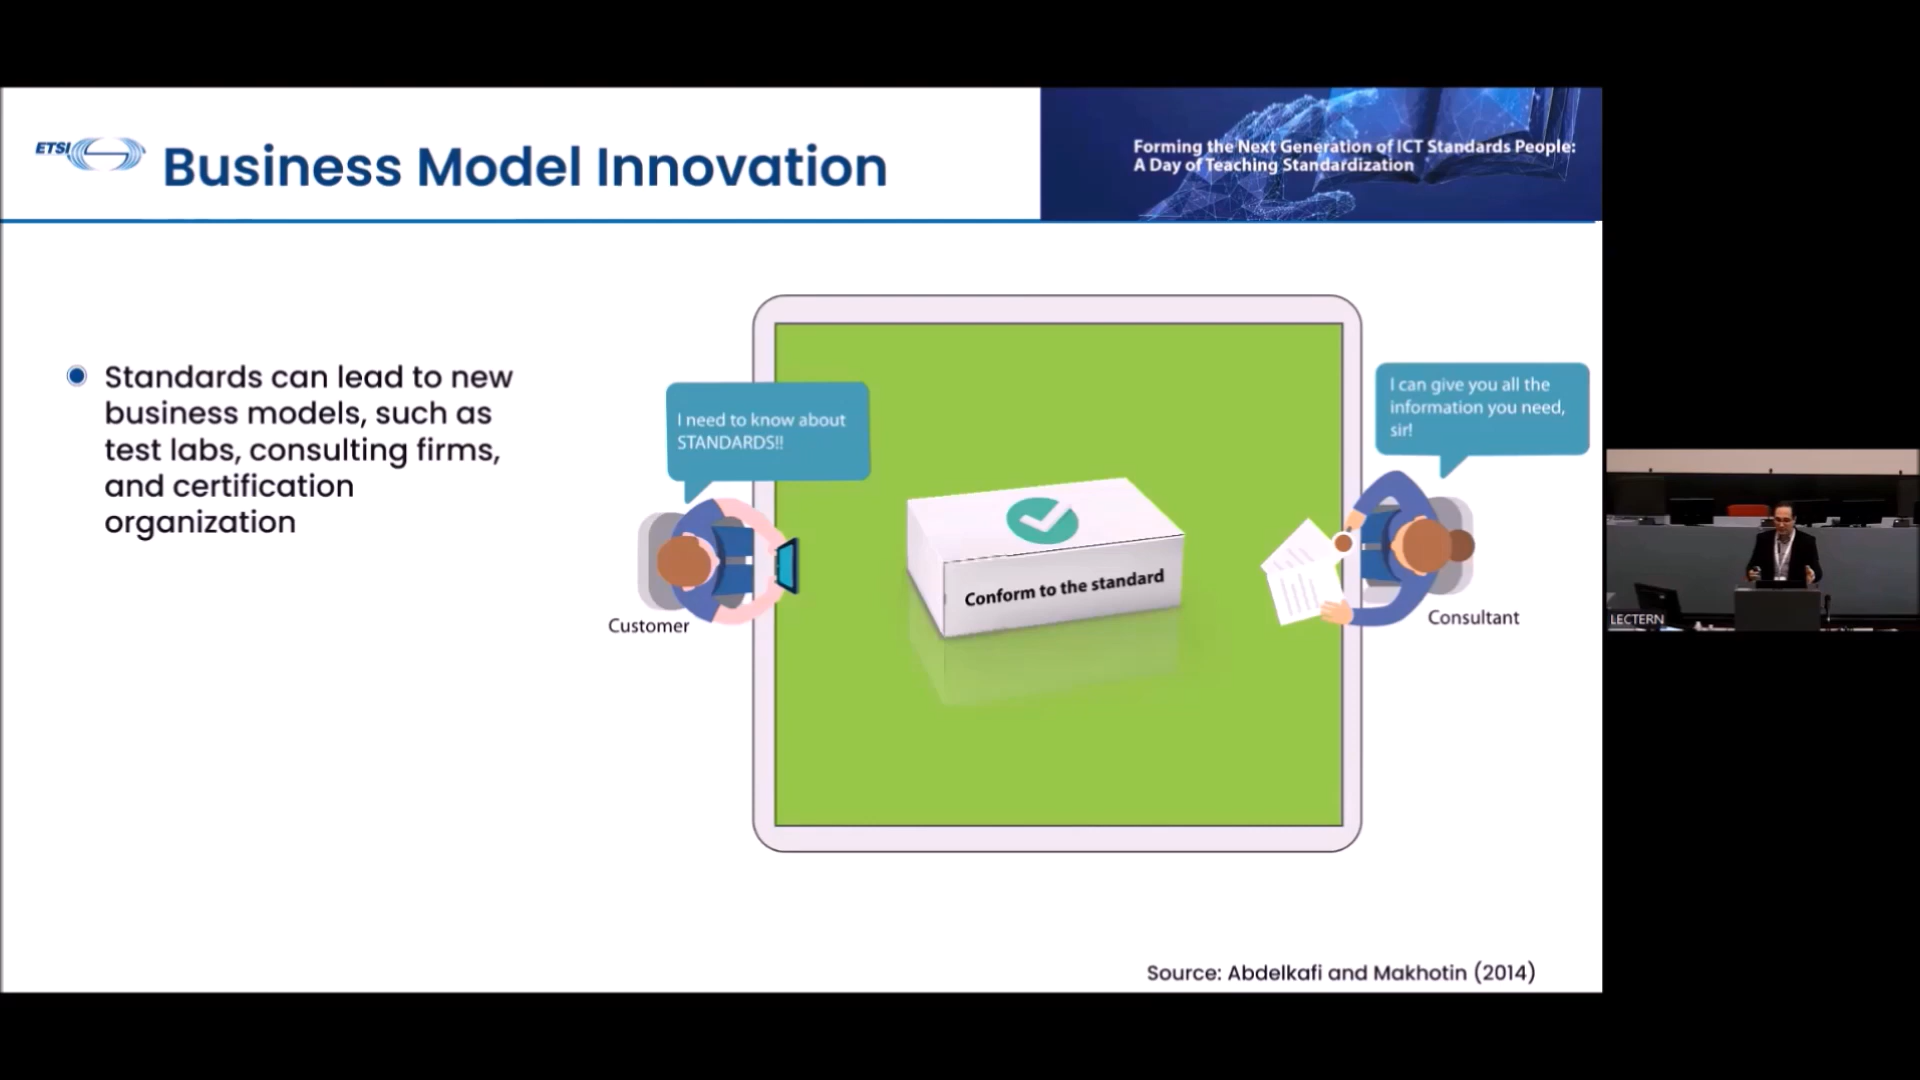 ETSI
Business Model Innovation
Forming the Next Generation of ICT Standards People:
A Day of Teaching Standardization
Standards can lead to new
business models, such as
test labs, consulting firms,
and certification
organization
I need to know about
STANDARDS!!
Customer
Conform to the standard
I can give you all the
information you need,
sir!
Consultant
LECTERN
Source: Abdelkafi and Makhotin (2014)